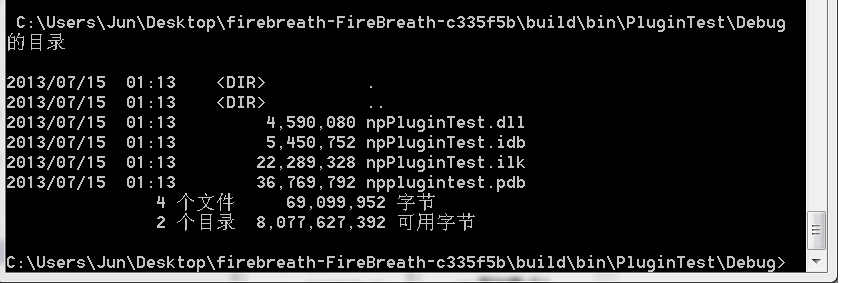 C:\Users\Jun\Desktop\firebreath-FireBreath-c335f5b\build\bin\PluginTest\Debug
的目录
2013/07/15  01:13    <DIR>          .
2013/07/15  01:13    <DIR>          ..
2013/07/15  01:13         4,590,080 npPluginTest.dll
2013/07/15  01:13         5,450,752 npPluginTest.idb
2013/07/15  01:13        22,289,328 npPluginTest.ilk
2013/07/15  01:13        36,769,792 npplugintest.pdb
4 个文件     69,099,952 字节
2 个目录  8,077,627,392 可用字节
C:\Users\Jun\Desktop\firebreath-FireBreath-c335f5b\build\bin\PluginTest\Debug>